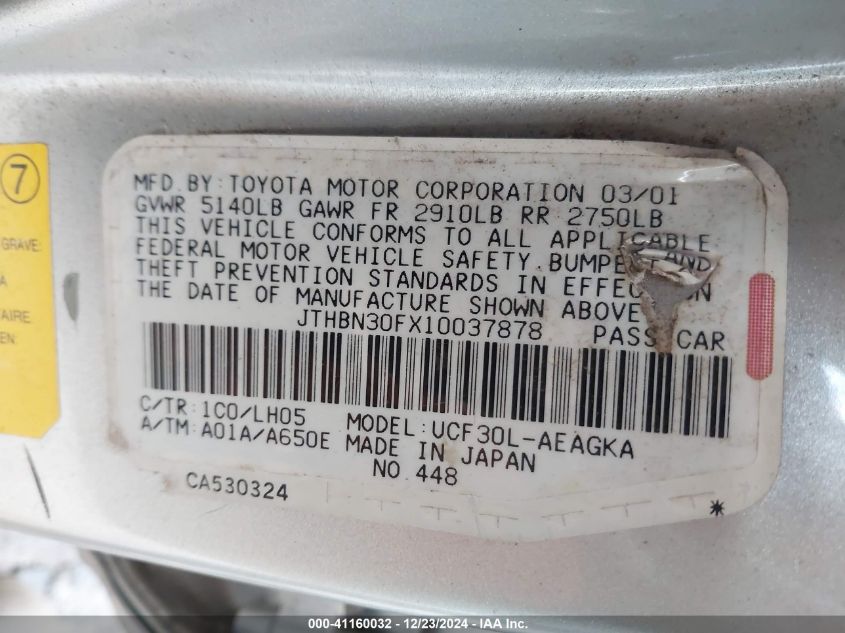 7
GRAVE
A
AIRE.
EN:
MFD. BY: TOYOTA MOTOR CORPORATION 03/01
GVWR 5140LB GAWR FR 2910LB RR 2750LB
THIS VEHICLE CONFORMS TO ALL APPLICABLE
FEDERAL MOTOR VEHICLE SAFETY, BUMPER AND
THEFT PREVENTION STANDARDS IN EFFECT ON
THE DATE OF MANUFACTURE SHOWN ABOVE.
JTHBN30FX10037878 PASS CAR
C/TR: 1C0/LH05 MODEL: UCF30L-AEAGKA
A/TM: A01A/A650E MADE IN JAPAN
NO. 448
CA530324
*
000-41160032 - 12/23/2024 - IAA Inc.